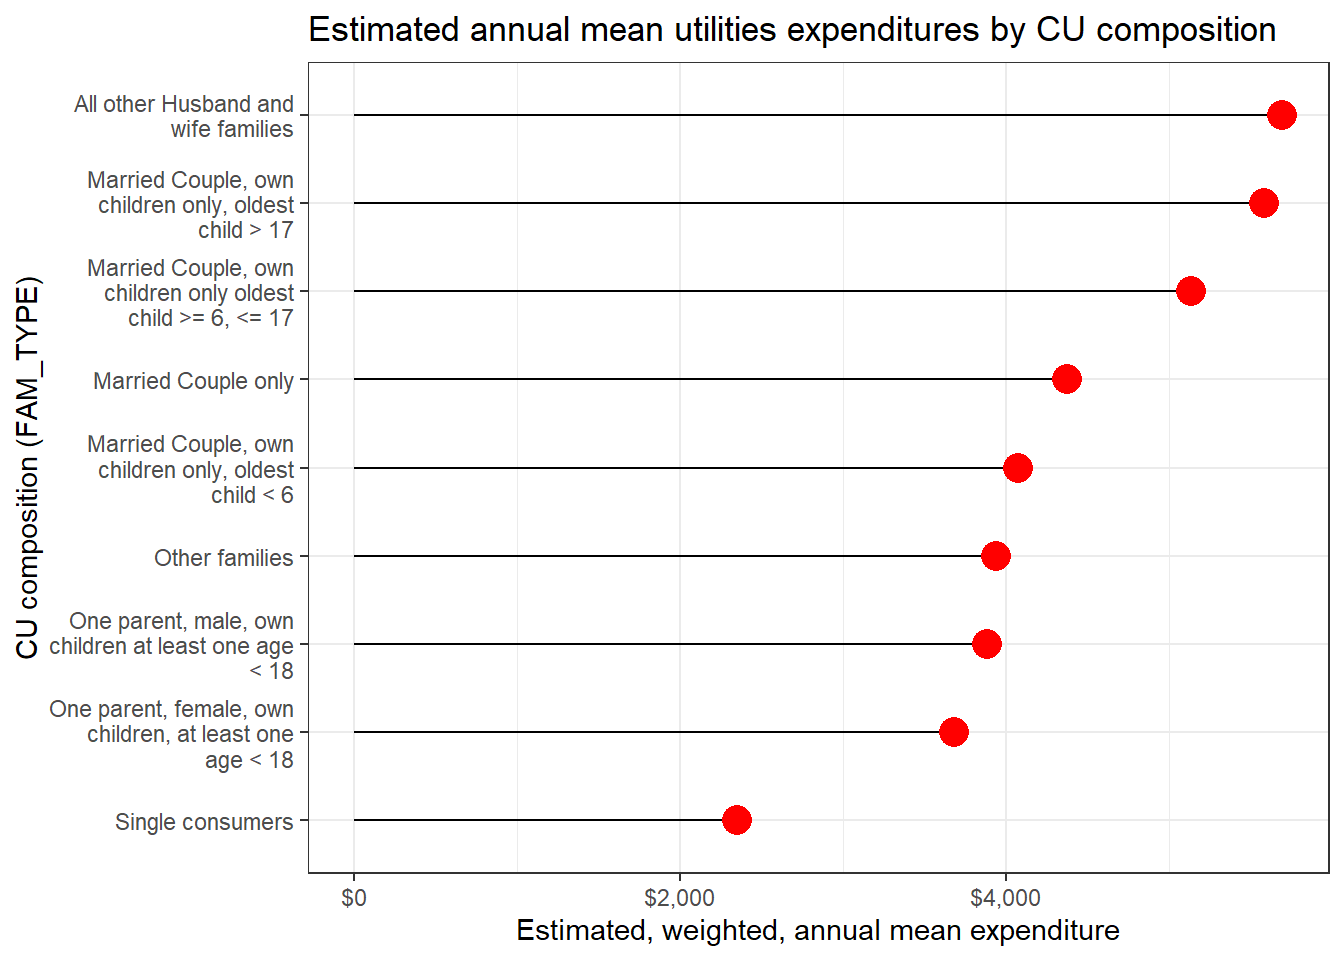 Estimated annual mean utilities expenditures by CU composition
CU composition (FAM_TYPE)
All other Husband and
wife families
Married Couple, own
children only, oldest
child > 17
Married Couple, own
children only oldest
child >= 6, <= 17
Married Couple only
Married Couple, own
children only, oldest
child < 6
Other families
One parent, male, own
children at least one age
< 18
One parent, female, own
children, at least one
age < 18
Single consumers
$0
$2,000
$4,000
Estimated, weighted, annual mean expenditure